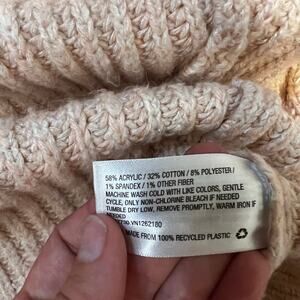 58% ACRYLIC / 32% COTTON / 8% POLYESTER /
1% SPANDEX / 1% OTHER FIBER
MACHINE WASH COLD WITH LIKE COLORS, GENTLE
CYCLE, ONLY NON-CHLORINE BLEACH IF NEEDED
TUMBLE DRY LOW, REMOVE PROMPTLY, WARM IRON IF
NEEDED
VN1262180
MADE FROM 100% RECYCLED PLASTIC